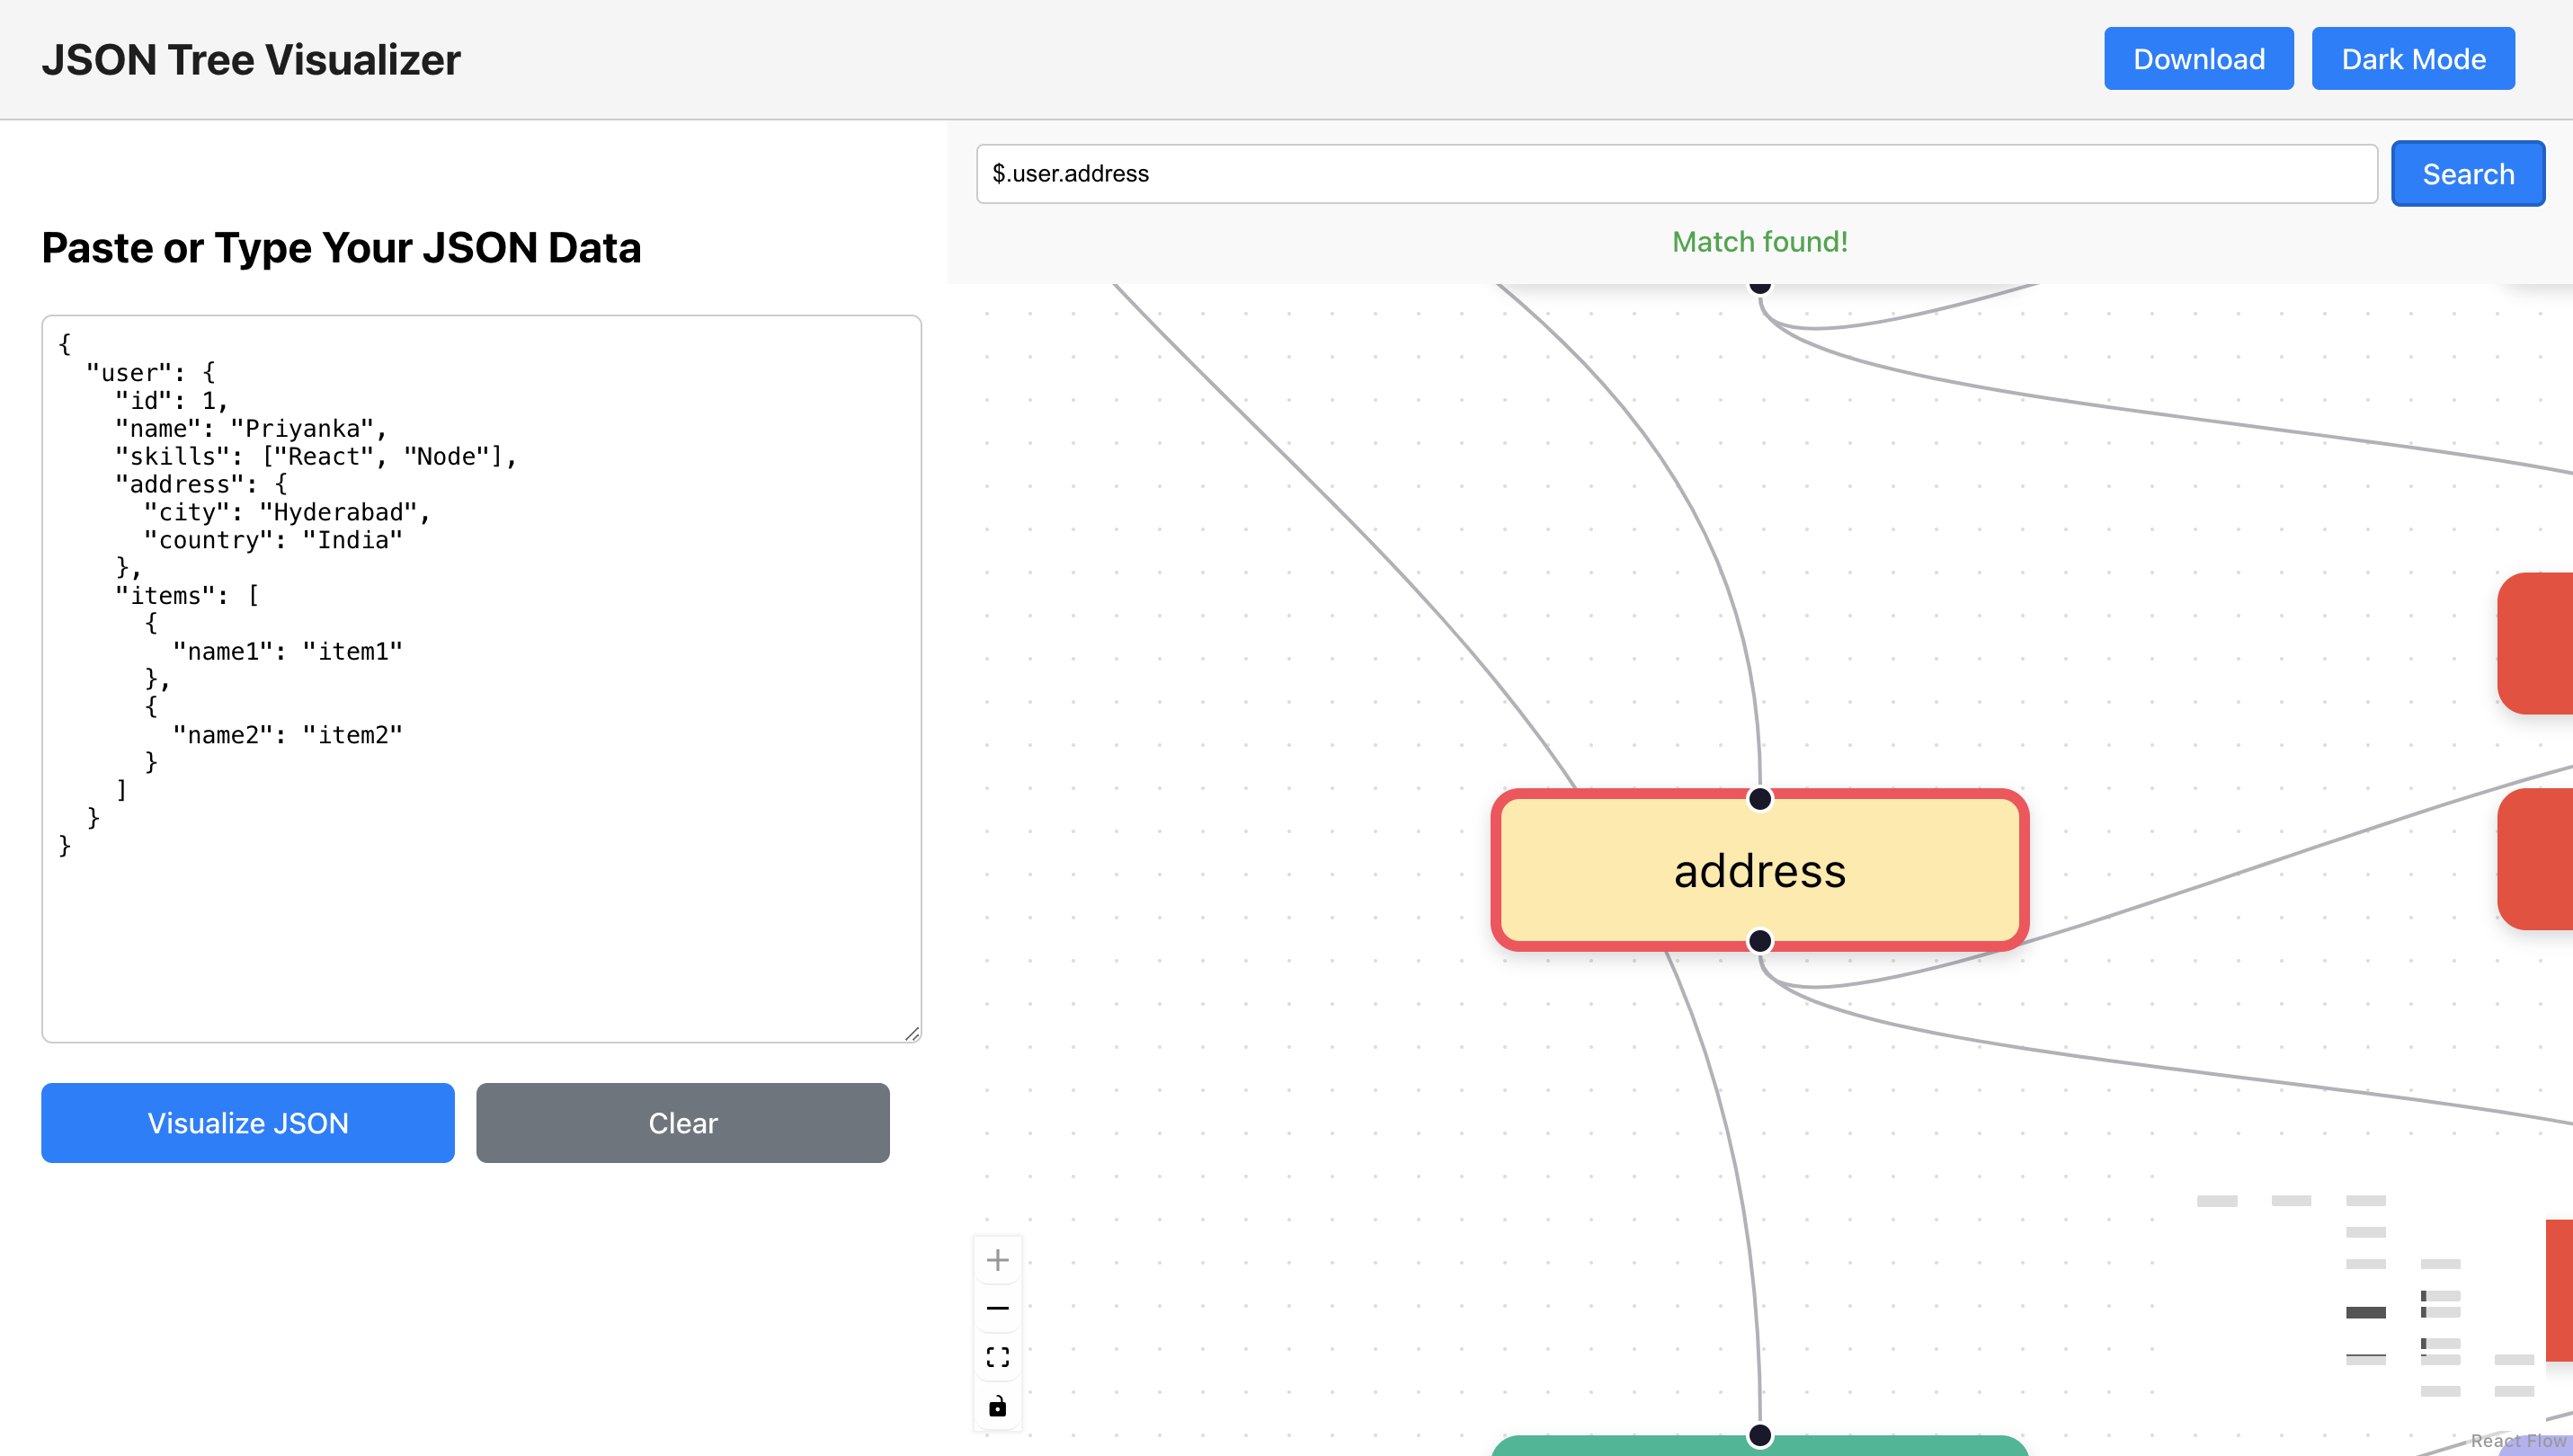 JSON Tree Visualizer
Download
Dark Mode
$.user.address
Search
Match found!
Paste or Type Your JSON Data
{
  "user": {
    "id": 1,
    "name": "Priyanka",
    "skills": ["React", "Node"],
    "address": {
      "city": "Hyderabad",
      "country": "India"
    },
    "items": [
      {
        "name1": "item1"
      },
      {
        "name2": "item2"
      }
    ]
  }
}
address
Visualize JSON
Clear
React Flow